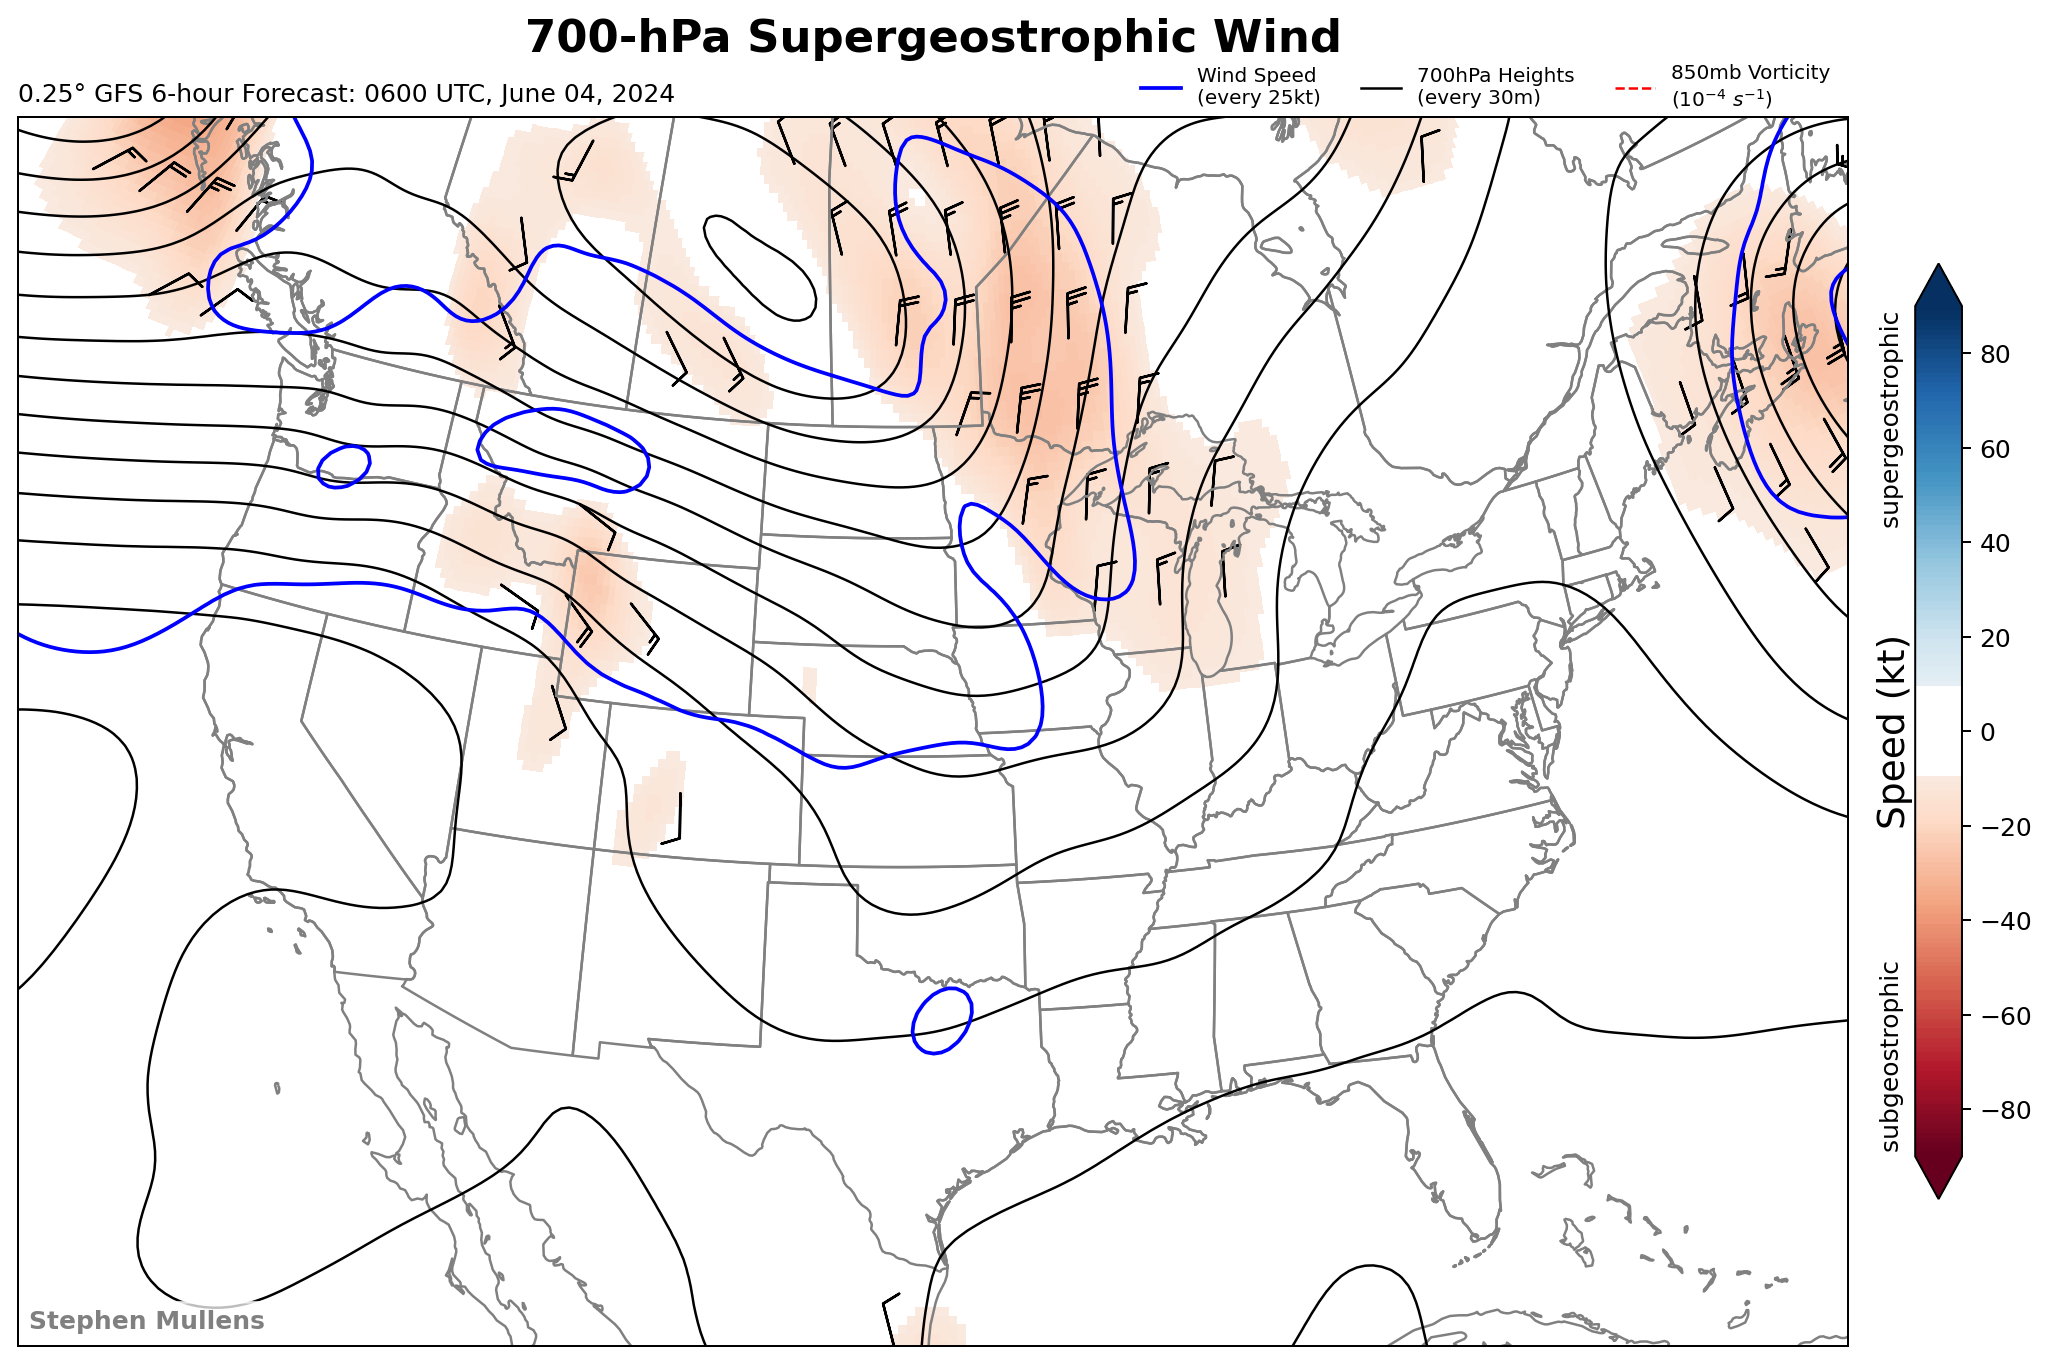 700-hPa Supergeostrophic Wind
0.25° GFS 6-hour Forecast: 0600 UTC, June 04, 2024
Wind Speed
(every 25kt)
700hPa Heights
(every 30m)
850mb Vorticity
(10⁻⁴ s⁻¹)
supergeostrophic
Speed (kt)
subgeostrophic
80
60
40
20
0
−20
−40
−60
−80
Stephen Mullens